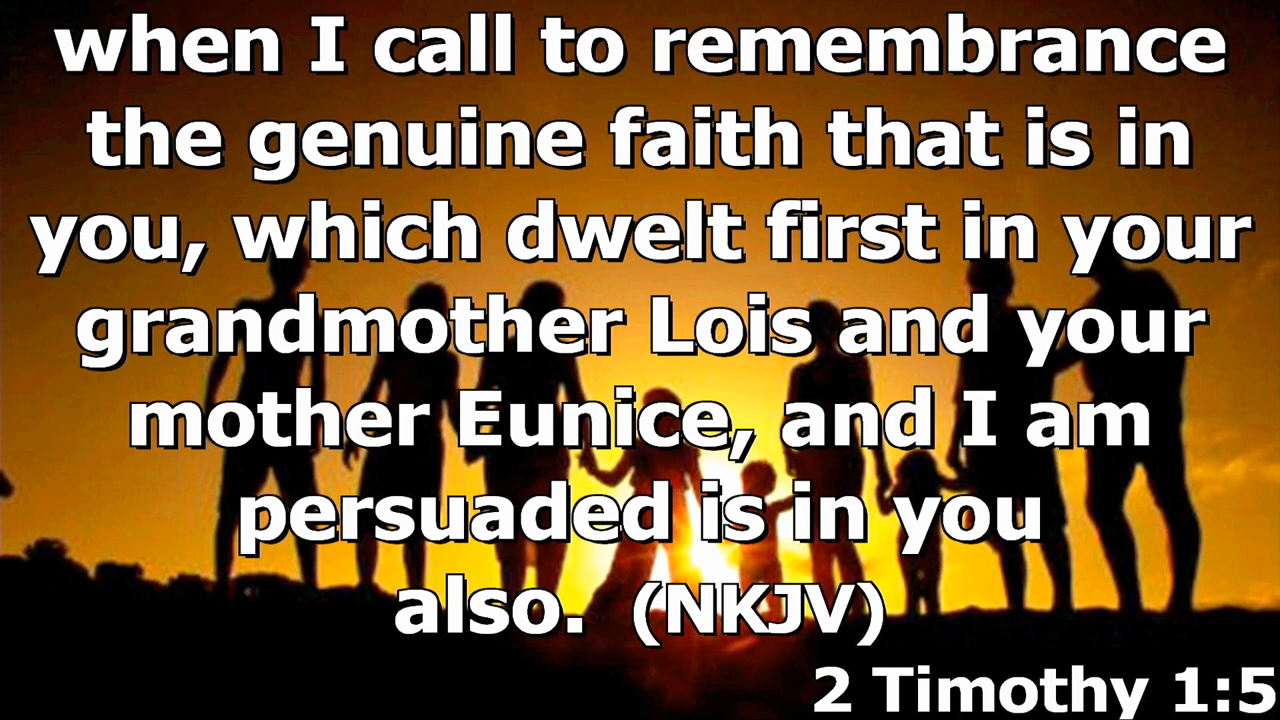 when I call to remembrance
the genuine faith that is in
you, which dwelt first in your
grandmother Lois and your
mother Eunice, and I am
persuaded is in you
also. (NKJV)
2 Timothy 1:5